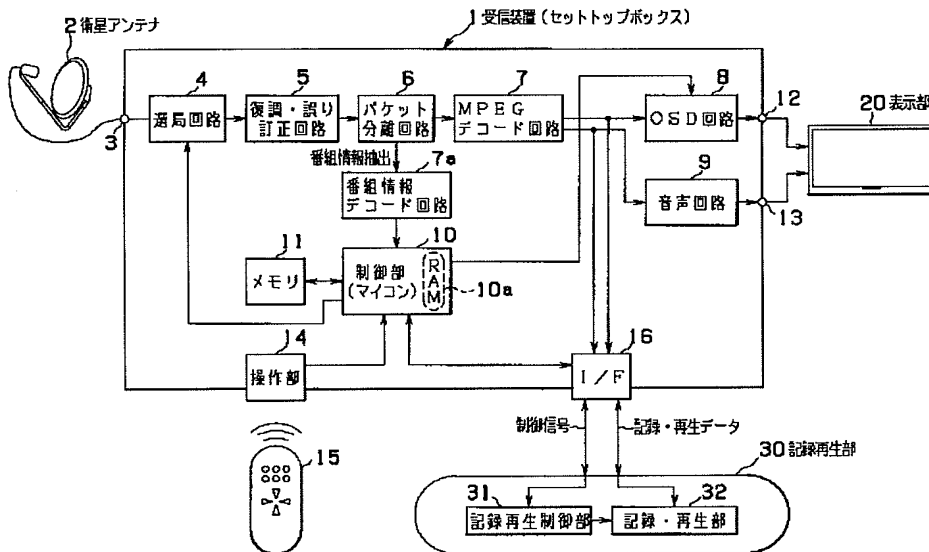 1 受信装置(セットトップボックス)
2 衛星アンテナ
3
4
選局回路
5
復調・誤り
訂正回路
6
パケット
分離回路
7
MPEG
デコード回路
8
OSD回路
12
20 表示部
番組情報抽出
7a
番組情報
デコード回路
9
音声回路
13
10
制御部
(マイコン)
RAM
10a
11
メモリ
14
操作部
16
I/F
制御信号
記録・再生データ
15
30 記録再生部
31
記録再生制御部
32
記録・再生部